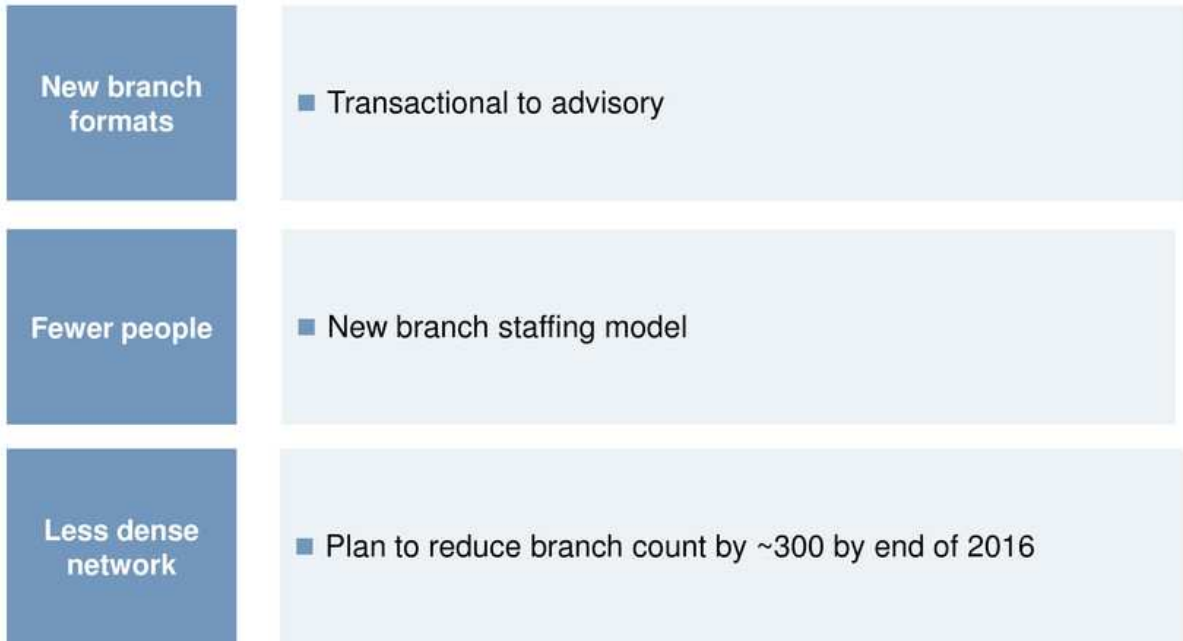 New branch
formats
■ Transactional to advisory
Fewer people
■ New branch staffing model
Less dense
network
■ Plan to reduce branch count by ~300 by end of 2016